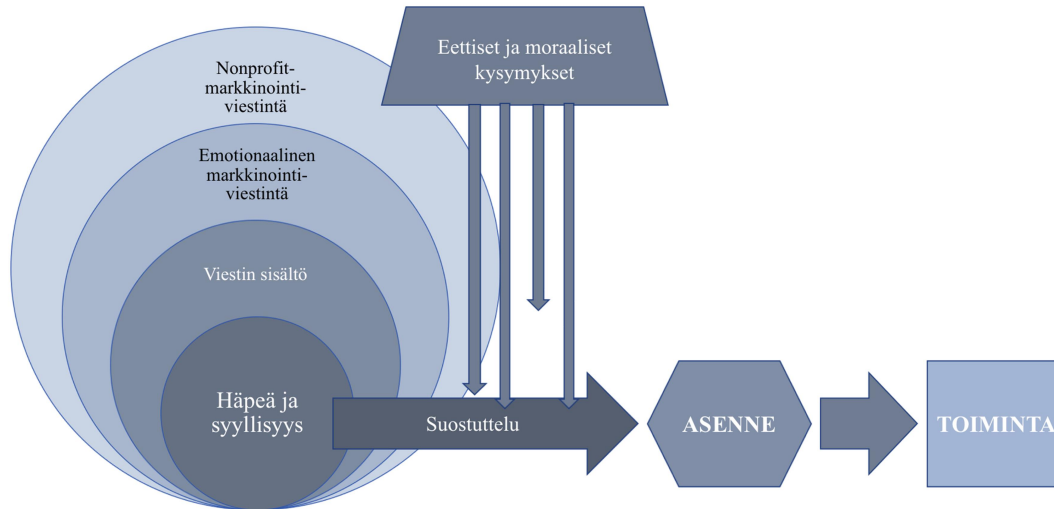 Nonprofit-
markkinointi-
viestintä
Eettiset ja moraaliset
kysymykset
Emotionaalinen
markkinointi-
viestintä
Viestin sisältö
Häpeä ja
syyllisyys
Suostuttelu
ASENNE
TOIMINTA